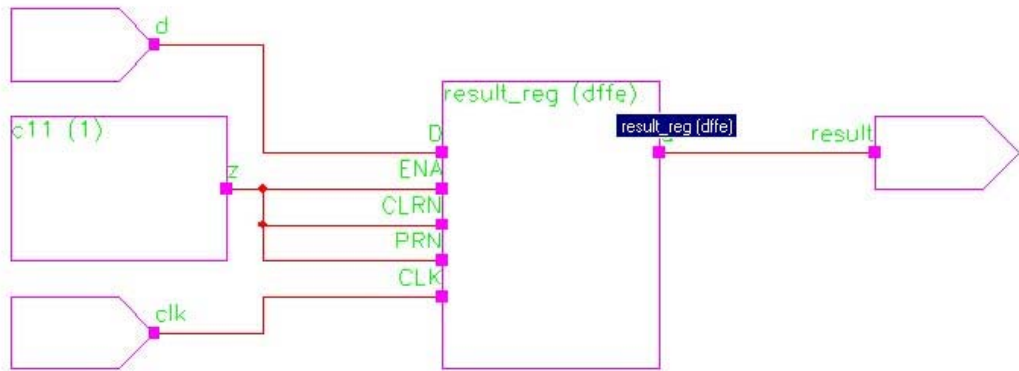 d
result_reg (dffe)
c11 (1)
result_reg (dffe)
D
result
z
ENA
CLRN
PRN
CLK
clk